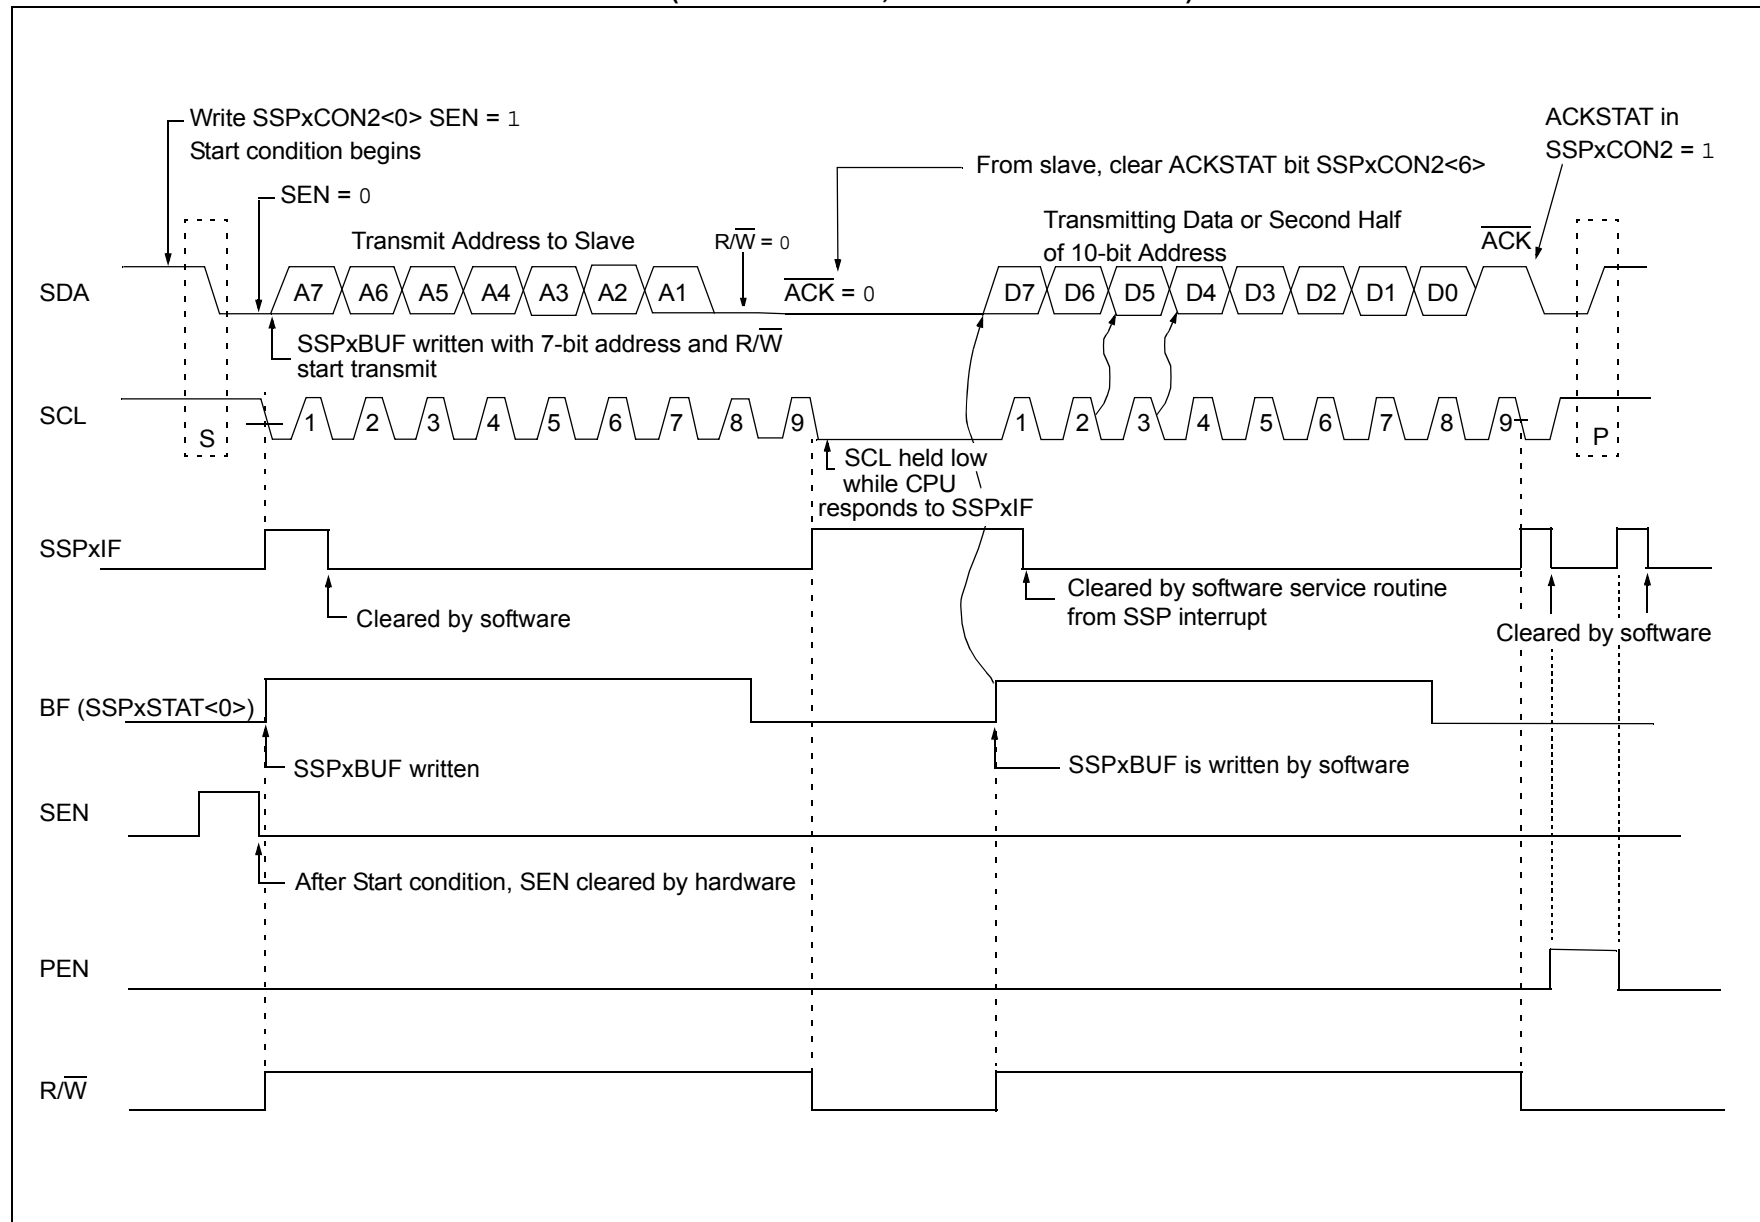 Write SSPxCON2<0> SEN = 1
Start condition begins
ACKSTAT in
SSPxCON2 = 1
From slave, clear ACKSTAT bit SSPxCON2<6>
SEN = 0
Transmitting Data or Second Half
of 10-bit Address
Transmit Address to Slave
R/W̅ = 0
A̅C̅K̅
SDA
A7 A6 A5 A4 A3 A2 A1
A̅C̅K̅ = 0
D7 D6 D5 D4 D3 D2 D1 D0
SSPxBUF written with 7-bit address and R/W̅
start transmit
SCL
S
1 2 3 4 5 6 7 8 9
1 2 3 4 5 6 7 8 9
P
SCL held low
while CPU
responds to SSPxIF
SSPxIF
Cleared by software
Cleared by software service routine
from SSP interrupt
Cleared by software
BF (SSPxSTAT<0>)
SSPxBUF written
SSPxBUF is written by software
SEN
After Start condition, SEN cleared by hardware
PEN
R/W̅